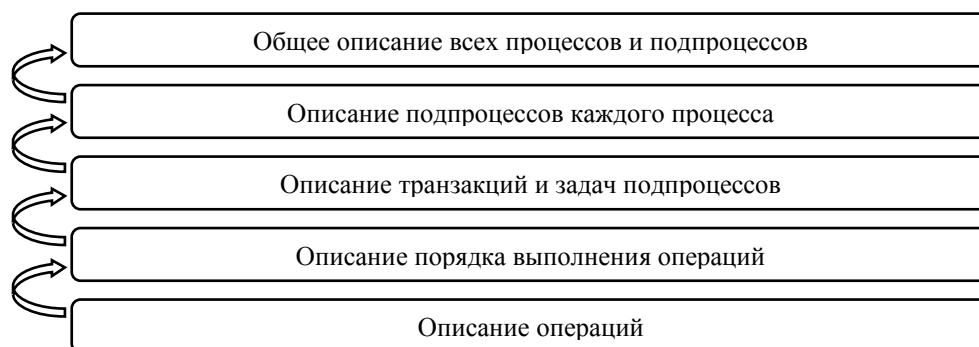 Общее описание всех процессов и подпроцессов
Описание подпроцессов каждого процесса
Описание транзакций и задач подпроцессов
Описание порядка выполнения операций
Описание операций